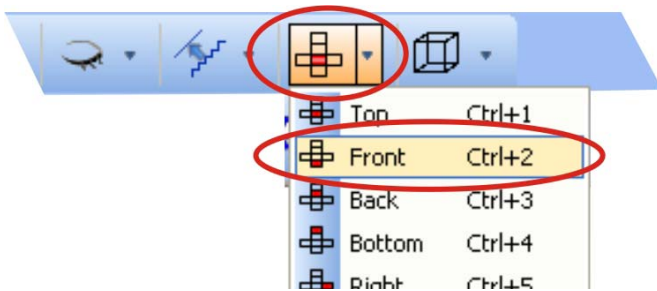 Top Ctrl+1
Front Ctrl+2
Back Ctrl+3
Bottom Ctrl+4
Right Ctrl+5